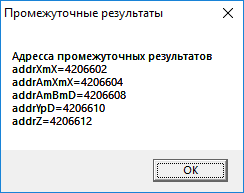 Промежуточные результаты
Адресса промежуточных результатов
addrXmX=4206602
addrAmXmX=4206604
addrAmBmD=4206608
addrYpD=4206610
addrZ=4206612
OK